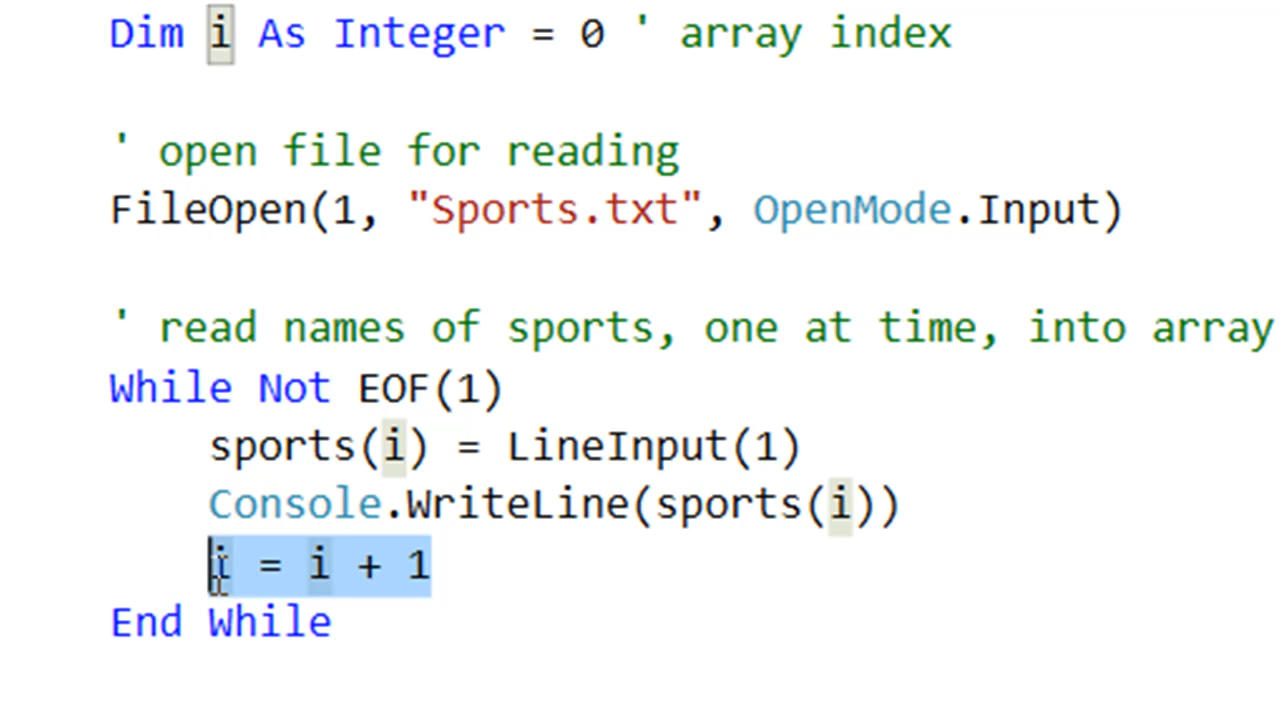 Dim i As Integer = 0 ' array index
' open file for reading
FileOpen(1, "Sports.txt", OpenMode.Input)
' read names of sports, one at time, into array
While Not EOF(1)
sports(i) = LineInput(1)
Console.WriteLine(sports(i))
i = i + 1
End While